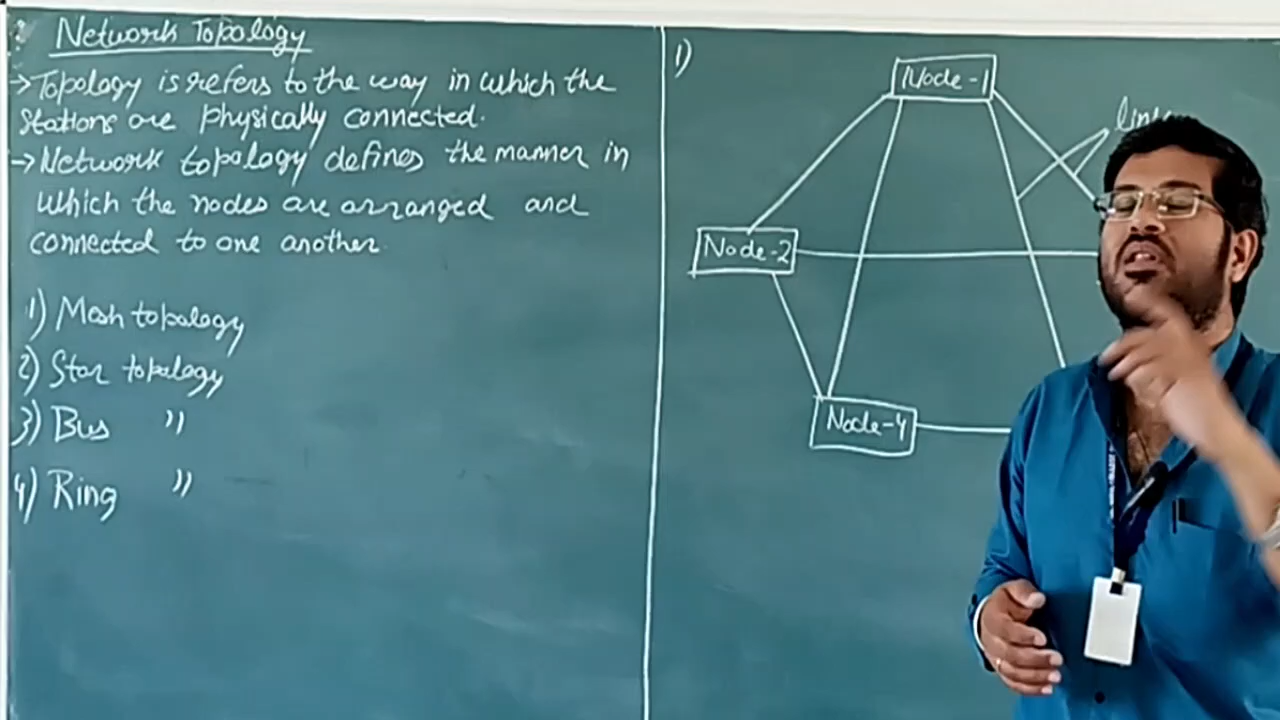 Network Topology
→Topology is refers to the way in which the
Stations are physically connected.
→Network topology defines the manner in
which the nodes are arranged and
connected to one another.
1) Mesh topology
2) Star topology
3) Bus "
4) Ring "
1)
Node-1
Node-2
Node-4